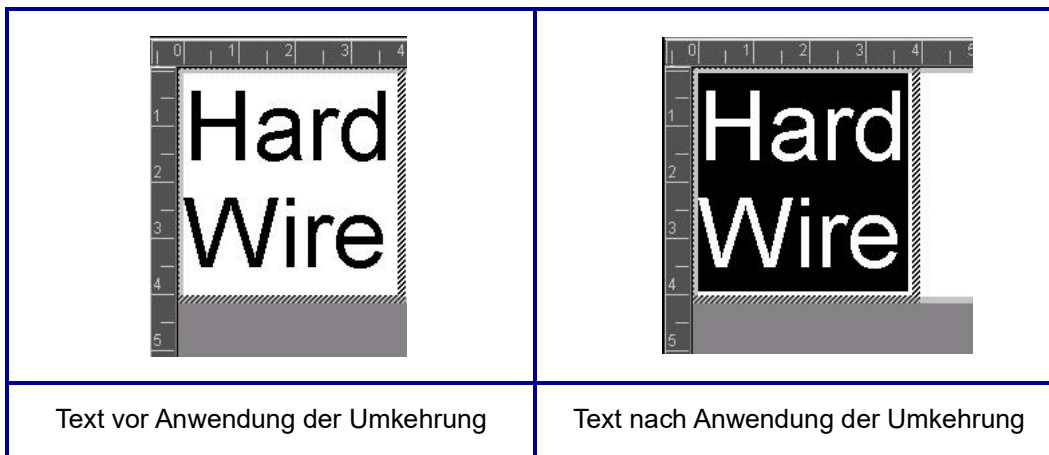 0 1 2 3 4
1
2
3
4
5
Hard
Wire
0 1 2 3 4 5
1
2
3
4
5
Hard
Wire
Text vor Anwendung der Umkehrung
Text nach Anwendung der Umkehrung